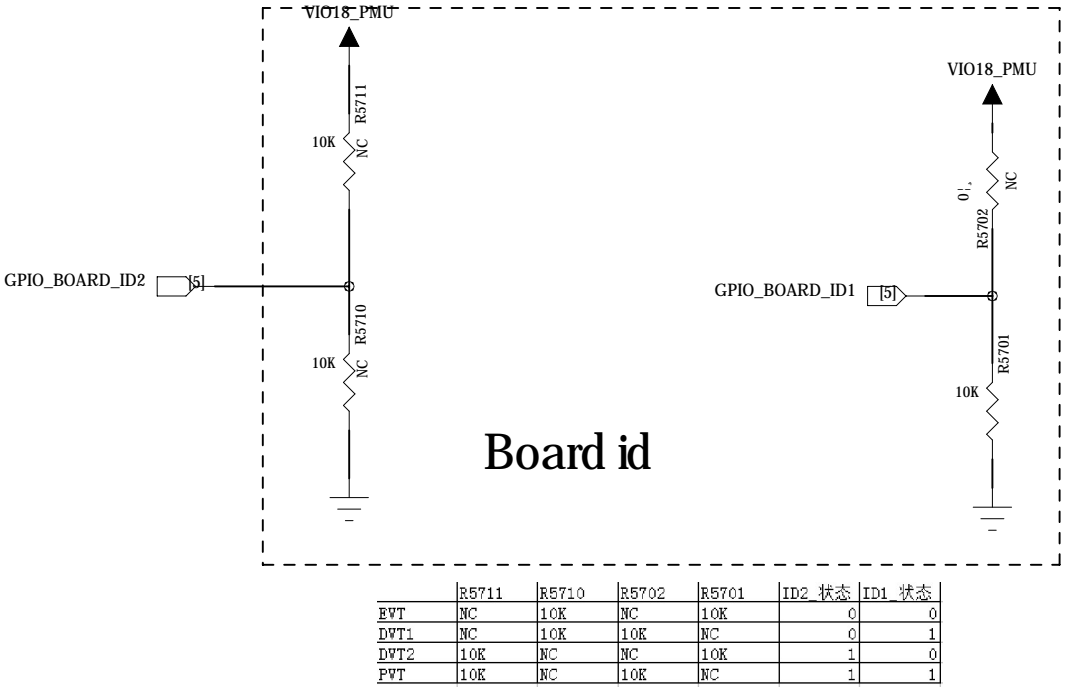 VIO18_PMU
R5711
10K
NC
VIO18_PMU
NC
R5702
GPIO_BOARD_ID2
[5]
GPIO_BOARD_ID1
[5]
R5710
10K
NC
R5701
10K
Board id
R5711 R5710 R5702 R5701 ID2_状态 ID1_状态
EVT NC 10K NC 10K 0 0
DVT1 NC 10K 10K NC 0 1
DVT2 10K NC NC 10K 1 0
PVT 10K NC 10K NC 1 1